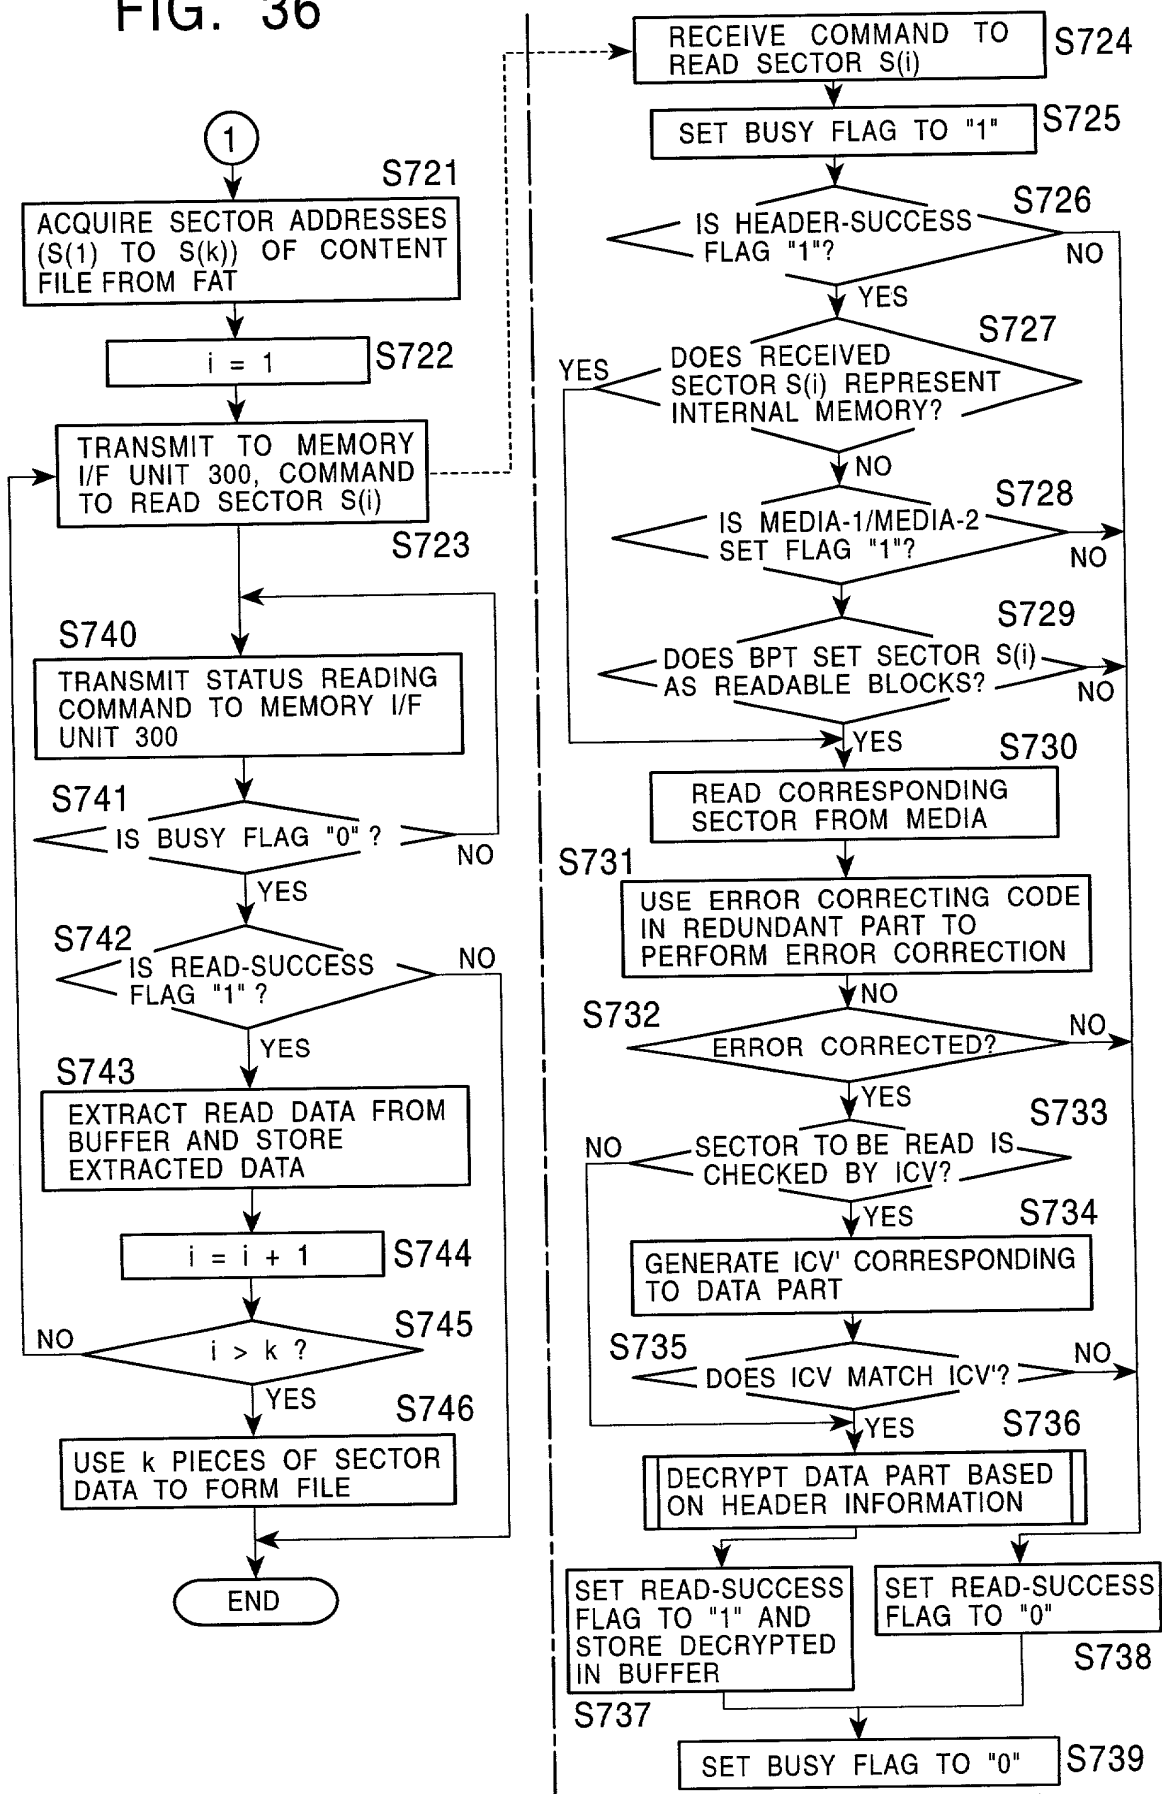 FIG. 36
1
S721
ACQUIRE SECTOR ADDRESSES
(S(1) TO S(k)) OF CONTENT
FILE FROM FAT
i = 1
S722
TRANSMIT TO MEMORY
I/F UNIT 300, COMMAND
TO READ SECTOR S(i)
S723
S740
TRANSMIT STATUS READING
COMMAND TO MEMORY I/F
UNIT 300
S741
IS BUSY FLAG "0" ?
NO
YES
S742
IS READ-SUCCESS
FLAG "1" ?
NO
YES
S743
EXTRACT READ DATA FROM
BUFFER AND STORE
EXTRACTED DATA
i = i + 1
S744
S745
NO
i > k ?
YES
S746
USE k PIECES OF SECTOR
DATA TO FORM FILE
END
RECEIVE COMMAND TO
READ SECTOR S(i)
S724
SET BUSY FLAG TO "1"
S725
S726
IS HEADER-SUCCESS
FLAG "1"?
NO
YES
S727
YES
DOES RECEIVED
SECTOR S(i) REPRESENT
INTERNAL MEMORY?
NO
S728
IS MEDIA-1/MEDIA-2
SET FLAG "1"?
NO
S729
DOES BPT SET SECTOR S(i)
AS READABLE BLOCKS?
NO
YES
S730
READ CORRESPONDING
SECTOR FROM MEDIA
S731
USE ERROR CORRECTING CODE
IN REDUNDANT PART TO
PERFORM ERROR CORRECTION
NO
S732
ERROR CORRECTED?
NO
YES
S733
NO
SECTOR TO BE READ IS
CHECKED BY ICV?
YES
S734
GENERATE ICV' CORRESPONDING
TO DATA PART
S735
DOES ICV MATCH ICV'?
NO
YES
S736
DECRYPT DATA PART BASED
ON HEADER INFORMATION
SET READ-SUCCESS
FLAG TO "1" AND
STORE DECRYPTED
IN BUFFER
S737
SET READ-SUCCESS
FLAG TO "0"
S738
SET BUSY FLAG TO "0"
S739